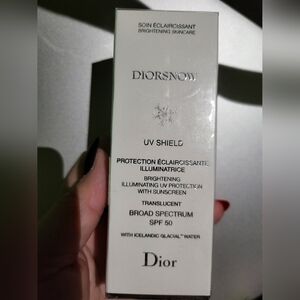 SOIN ÉCLAIRCISSANT
BRIGHTENING SKINCARE
DIORSNOW
UV SHIELD
PROTECTION ÉCLAIRCISSANTE
ILLUMINATRICE
BRIGHTENING
ILLUMINATING UV PROTECTION
WITH SUNSCREEN
TRANSLUCENT
BROAD SPECTRUM
SPF 50
WITH ICELANDIC GLACIAL™ WATER
Dior